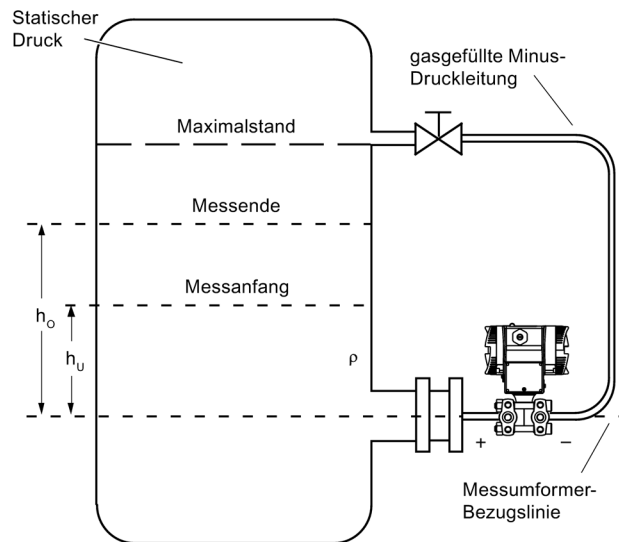 Statischer
Druck
gasgefüllte Minus-
Druckleitung
Maximalstand
Messende
Messanfang
hO
hU
ρ
+
−
Messumformer-
Bezugslinie